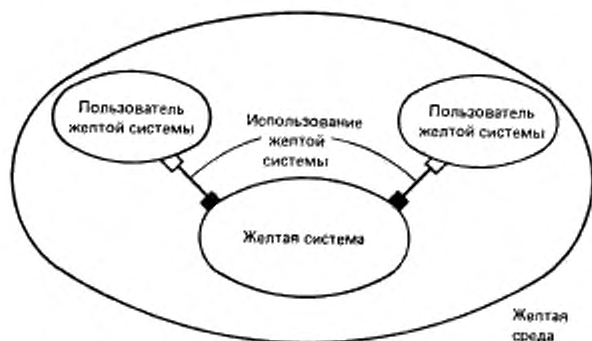 Пользователь
желтой системы
Использование
желтой
системы
Пользователь
желтой системы
Желтая система
Желтая
среда